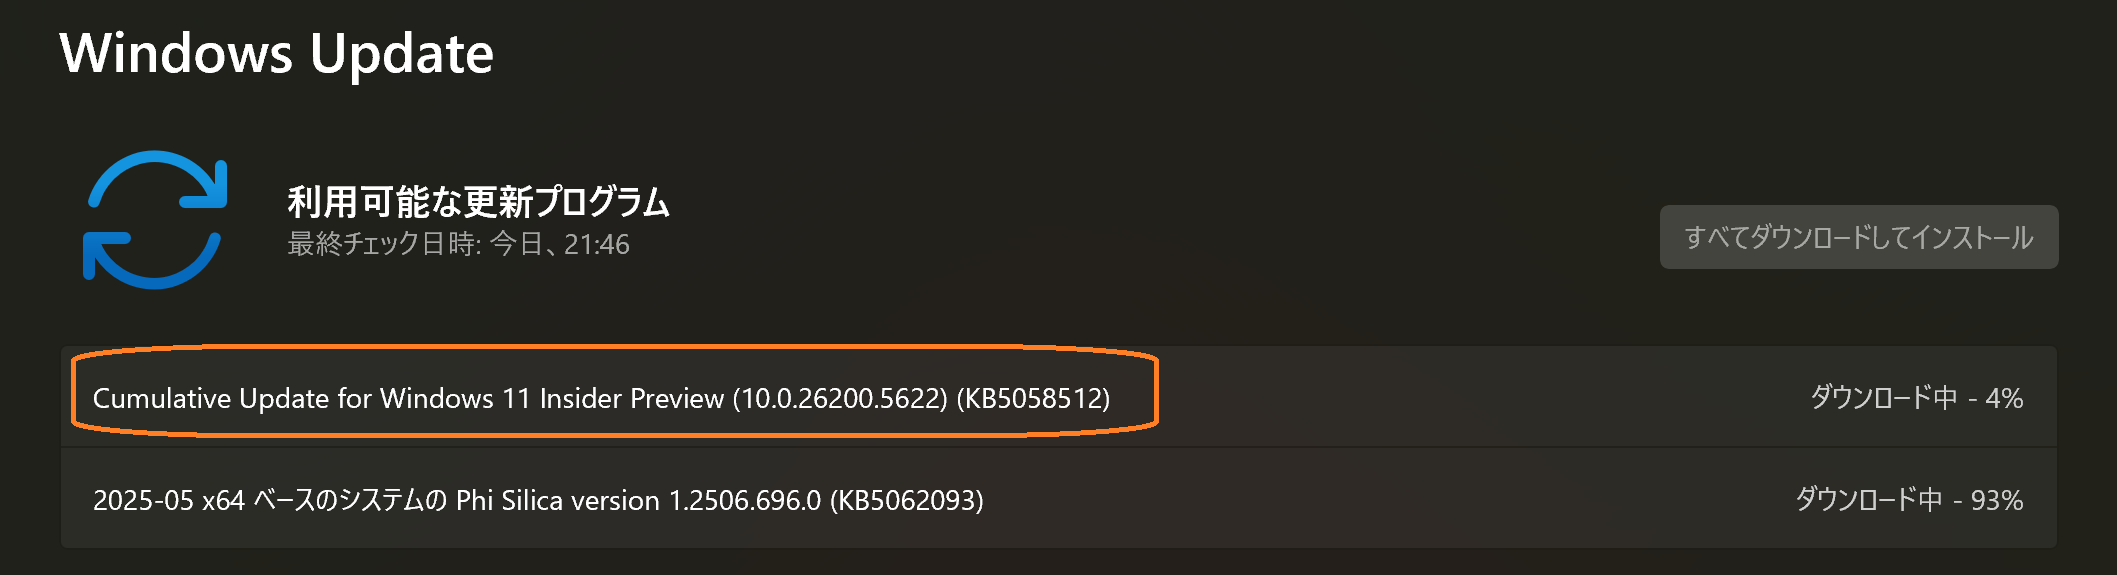 Windows Update
利用可能な更新プログラム
最終チェック日時: 今日、21:46
すべてダウンロードしてインストール
Cumulative Update for Windows 11 Insider Preview (10.0.26200.5622) (KB5058512)
ダウンロード中 - 4%
2025-05 x64 ベースのシステムの Phi Silica version 1.2506.696.0 (KB5062093)
ダウンロード中 - 93%